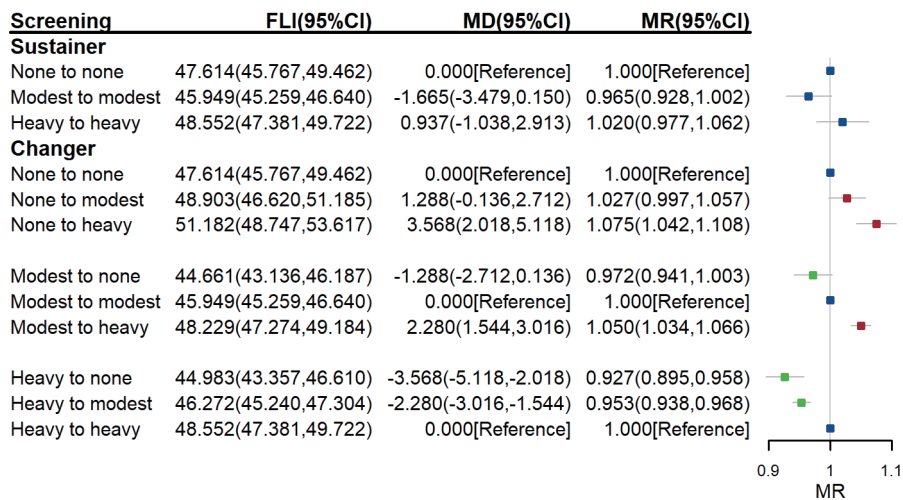 Screening FLI(95%CI) MD(95%CI) MR(95%CI)
Sustainer
None to none 47.614(45.767,49.462) 0.000[Reference] 1.000[Reference]
Modest to modest 45.949(45.259,46.640) -1.665(-3.479,0.150) 0.965(0.928,1.002)
Heavy to heavy 48.552(47.381,49.722) 0.937(-1.038,2.913) 1.020(0.977,1.062)
Changer
None to none 47.614(45.767,49.462) 0.000[Reference] 1.000[Reference]
None to modest 48.903(46.620,51.185) 1.288(-0.136,2.712) 1.027(0.997,1.057)
None to heavy 51.182(48.747,53.617) 3.568(2.018,5.118) 1.075(1.042,1.108)
Modest to none 44.661(43.136,46.187) -1.288(-2.712,0.136) 0.972(0.941,1.003)
Modest to modest 45.949(45.259,46.640) 0.000[Reference] 1.000[Reference]
Modest to heavy 48.229(47.274,49.184) 2.280(1.544,3.016) 1.050(1.034,1.066)
Heavy to none 44.983(43.357,46.610) -3.568(-5.118,-2.018) 0.927(0.895,0.958)
Heavy to modest 46.272(45.240,47.304) -2.280(-3.016,-1.544) 0.953(0.938,0.968)
Heavy to heavy 48.552(47.381,49.722) 0.000[Reference] 1.000[Reference]
0.9 1 1.1
MR